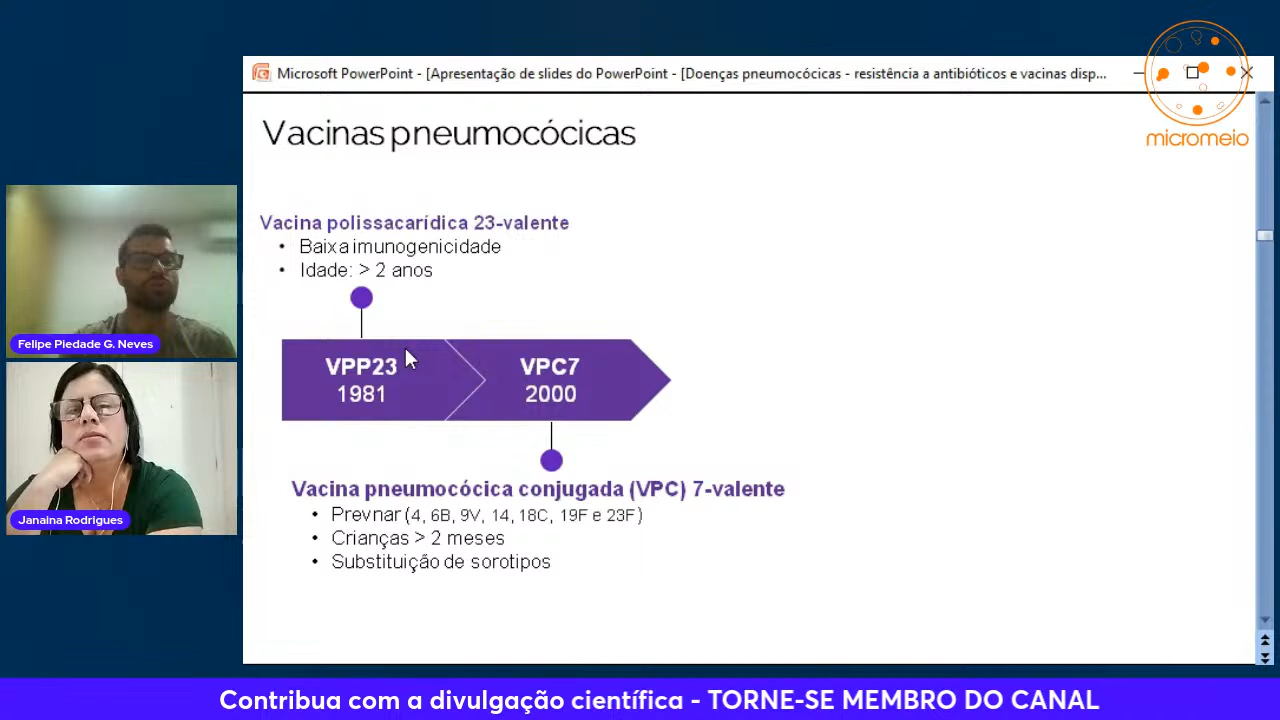 Microsoft PowerPoint - [Apresentação de slides do PowerPoint - [Doenças pneumocócicas - resistência a antibióticos e vacinas disp...
micromeio
Vacinas pneumocócicas
Vacina polissacarídica 23-valente
• Baixa imunogenicidade
• Idade: > 2 anos
VPP23
1981
VPC7
2000
Vacina pneumocócica conjugada (VPC) 7-valente
• Prevnar (4, 6B, 9V, 14, 18C, 19F e 23F)
• Crianças > 2 meses
• Substituição de sorotipos
Felipe Piedade G. Neves
Janaina Rodrigues
Contribua com a divulgação científica - TORNE-SE MEMBRO DO CANAL